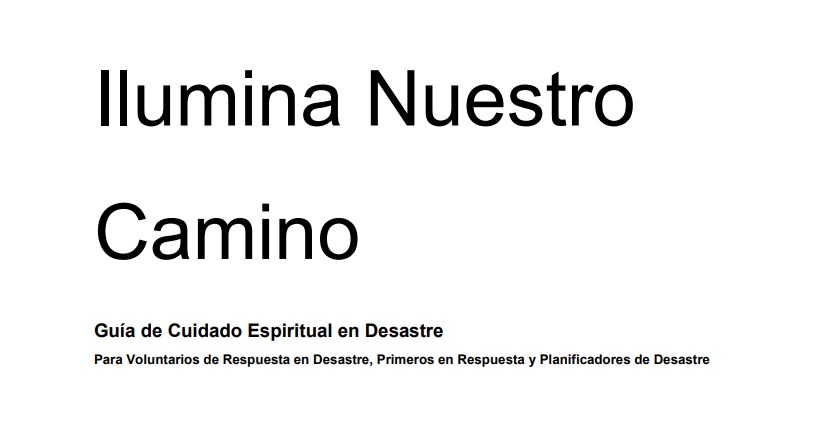 Ilumina Nuestro
Camino
Guía de Cuidado Espiritual en Desastre
Para Voluntarios de Respuesta en Desastre, Primeros en Respuesta y Planificadores de Desastre